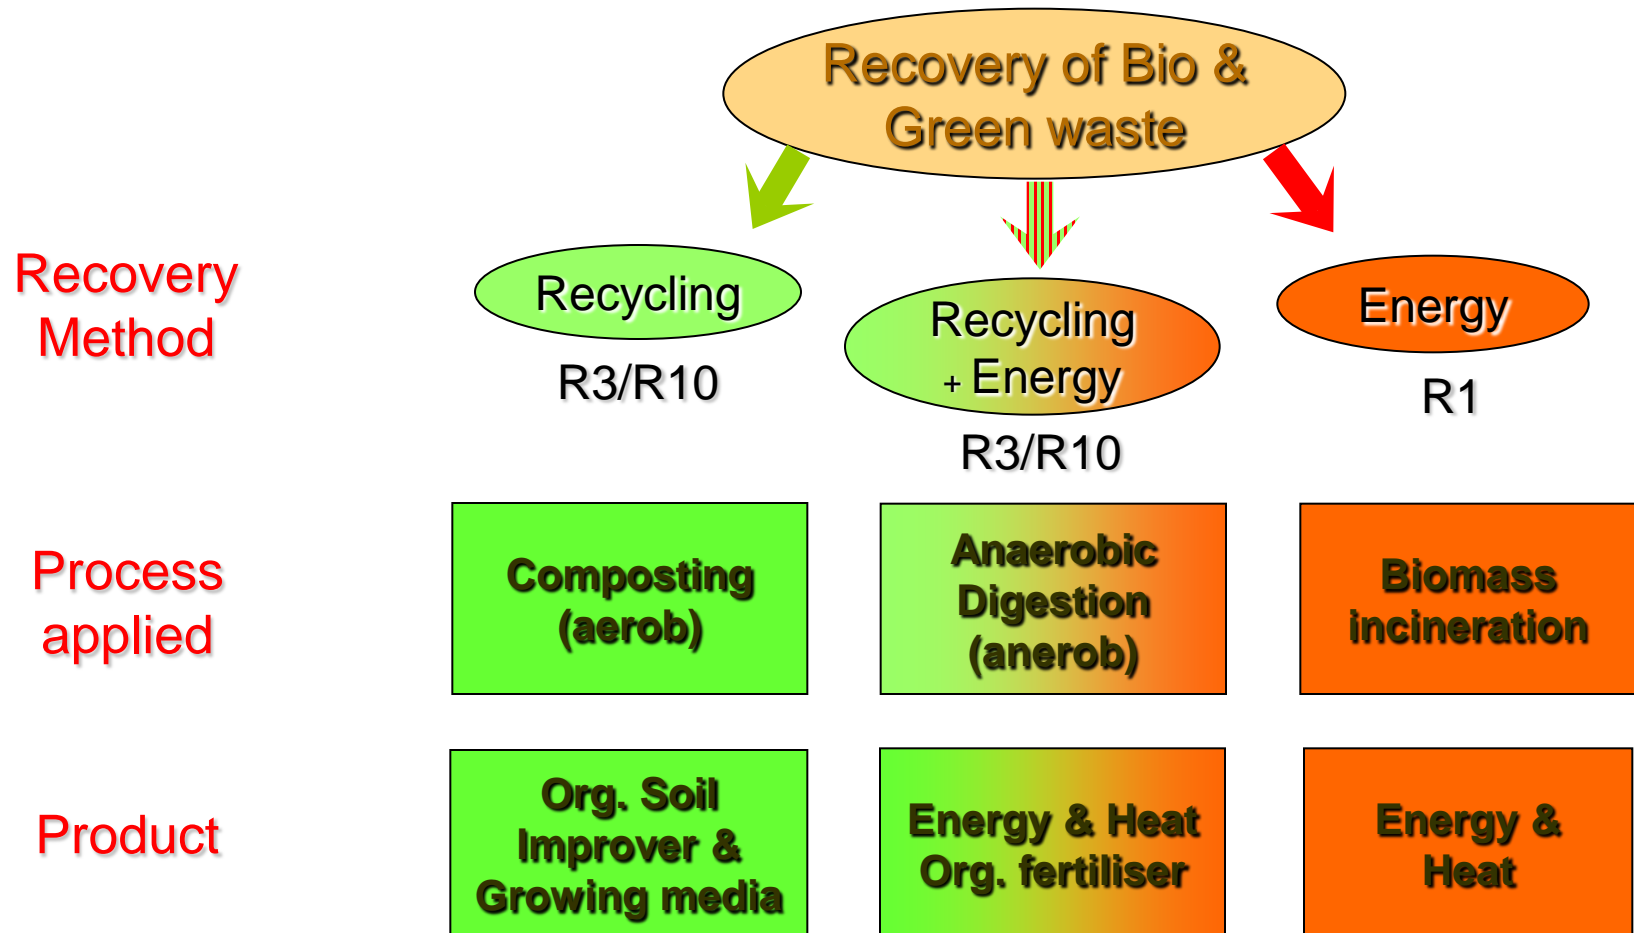 Recovery of Bio &
Green waste
Recovery
Method
Recycling
R3/R10
Recycling
+ Energy
R3/R10
Energy
R1
Process
applied
Composting
(aerob)
Anaerobic
Digestion
(anerob)
Biomass
incineration
Product
Org. Soil
Improver &
Growing media
Energy & Heat
Org. fertiliser
Energy &
Heat